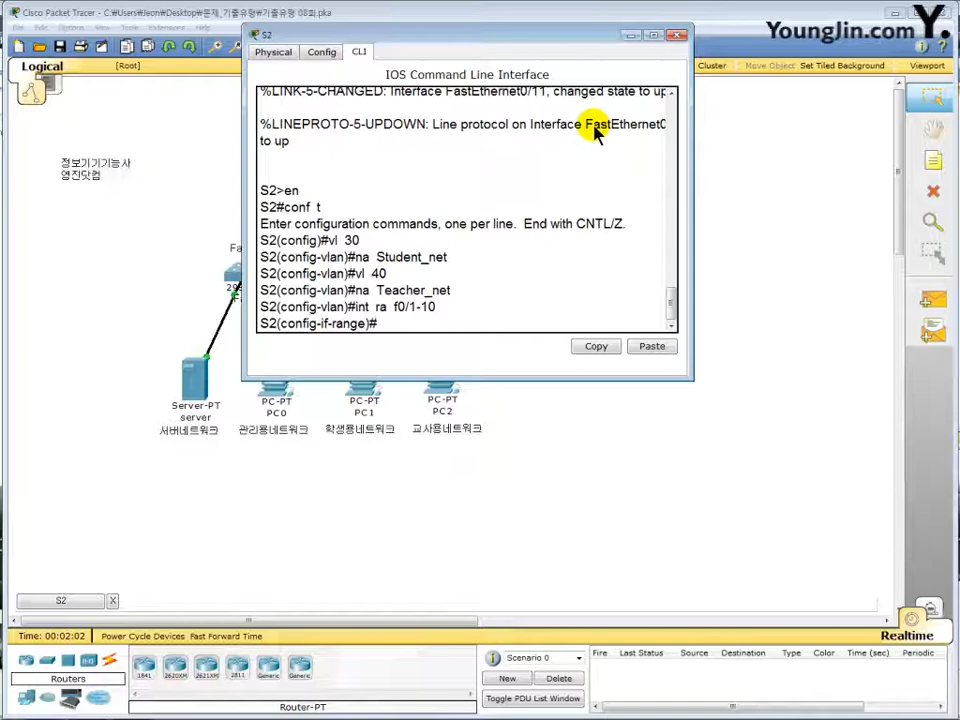 Cisco Packet Tracer - C:\Users\Jeon\Desktop\문제_기출유형\기출유형 08회.pka
YoungJin.com Y.
File Edit Options View Tools Extensions Help
Logical
[Root]
Cluster
Move Object
Set Tiled Background
Viewport
S2
Physical
Config
CLI
IOS Command Line Interface
%LINK-5-CHANGED: Interface FastEthernet0/11, changed state to up
%LINEPROTO-5-UPDOWN: Line protocol on Interface FastEthernet0
to up
S2>en
S2#conf t
Enter configuration commands, one per line. End with CNTL/Z.
S2(config)#vl 30
S2(config-vlan)#na Student_net
S2(config-vlan)#vl 40
S2(config-vlan)#na Teacher_net
S2(config-vlan)#int ra f0/1-10
S2(config-if-range)#
Copy
Paste
정보기기기능사
영진닷컴
Fa
29
Fa
Server-PT
server
서버네트워크
PC-PT
PC0
관리용네트워크
PC-PT
PC1
학생용네트워크
PC-PT
PC2
교사용네트워크
S2
X
Realtime
Time: 00:02:02
Power Cycle Devices Fast Forward Time
Routers
1841
2620XM
2621XM
2811
Generic
Generic
Router-PT
Scenario 0
New
Delete
Toggle PDU List Window
Fire
Last Status
Source
Destination
Type
Color
Time (sec)
Periodic